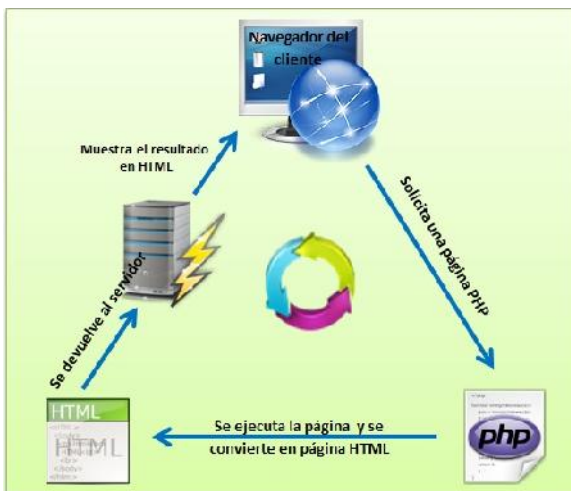 Navegador del
cliente
Muestra el resultado
en HTML
Solicita una página PHP
Se devuelve al servidor
HTML
HTML
Se ejecuta la página y se
convierte en página HTML
php